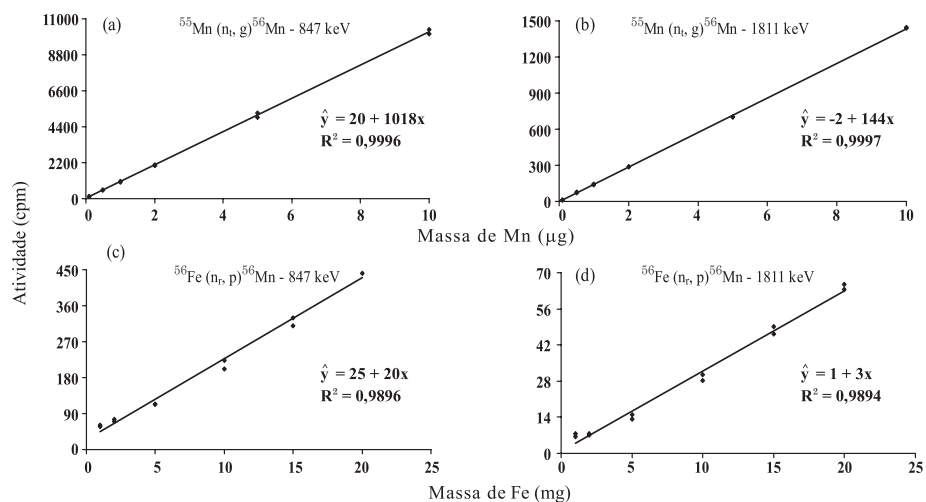 Atividade (cpm)
(a)
⁵⁵Mn (nₜ, g)⁵⁶Mn - 847 keV
11000
8800
6600
4400
2200
0
ŷ = 20 + 1018x
R² = 0,9996
0 2 4 6 8 10
(b)
⁵⁵Mn (nₜ, g)⁵⁶Mn - 1811 keV
1500
1200
900
600
300
0
ŷ = -2 + 144x
R² = 0,9997
0 2 4 6 8 10
Massa de Mn (µg)
(c)
⁵⁶Fe (nᵣ, p)⁵⁶Mn - 847 keV
450
360
270
180
90
0
ŷ = 25 + 20x
R² = 0,9896
0 5 10 15 20 25
(d)
⁵⁶Fe (nᵣ, p)⁵⁶Mn - 1811 keV
70
56
42
28
14
0
ŷ = 1 + 3x
R² = 0,9894
0 5 10 15 20 25
Massa de Fe (mg)